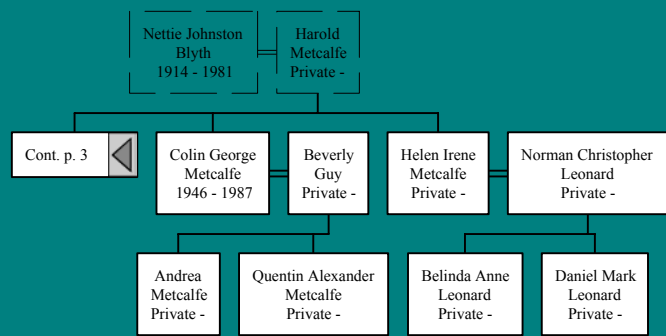 Nettie Johnston
Blyth
1914 - 1981
Harold
Metcalfe
Private -
Cont. p. 3
Colin George
Metcalfe
1946 - 1987
Beverly
Guy
Private -
Helen Irene
Metcalfe
Private -
Norman Christopher
Leonard
Private -
Andrea
Metcalfe
Private -
Quentin Alexander
Metcalfe
Private -
Belinda Anne
Leonard
Private -
Daniel Mark
Leonard
Private -